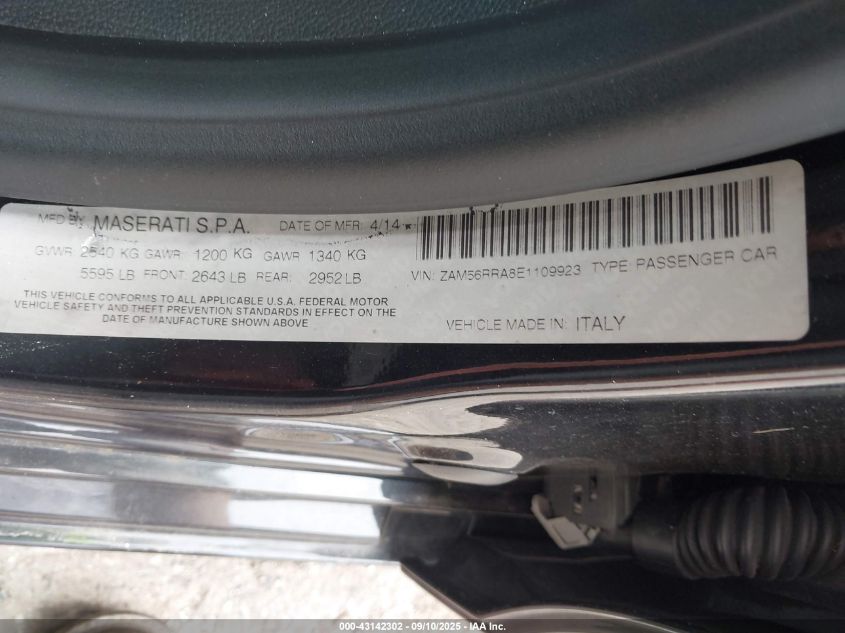 MFD BY: MASERATI S.P.A. DATE OF MFR: 4/14
GVWR 2540 KG GAWR: 1200 KG GAWR 1340 KG
5595 LB FRONT: 2643 LB REAR: 2952 LB
THIS VEHICLE CONFORMS TO ALL APPLICABLE U.S.A. FEDERAL MOTOR
VEHICLE SAFETY AND THEFT PREVENTION STANDARDS IN EFFECT ON THE
DATE OF MANUFACTURE SHOWN ABOVE
VIN: ZAM56RRA8E1109923 TYPE: PASSENGER CAR
VEHICLE MADE IN: ITALY
000-43142302 - 09/10/2025 - IAA Inc.